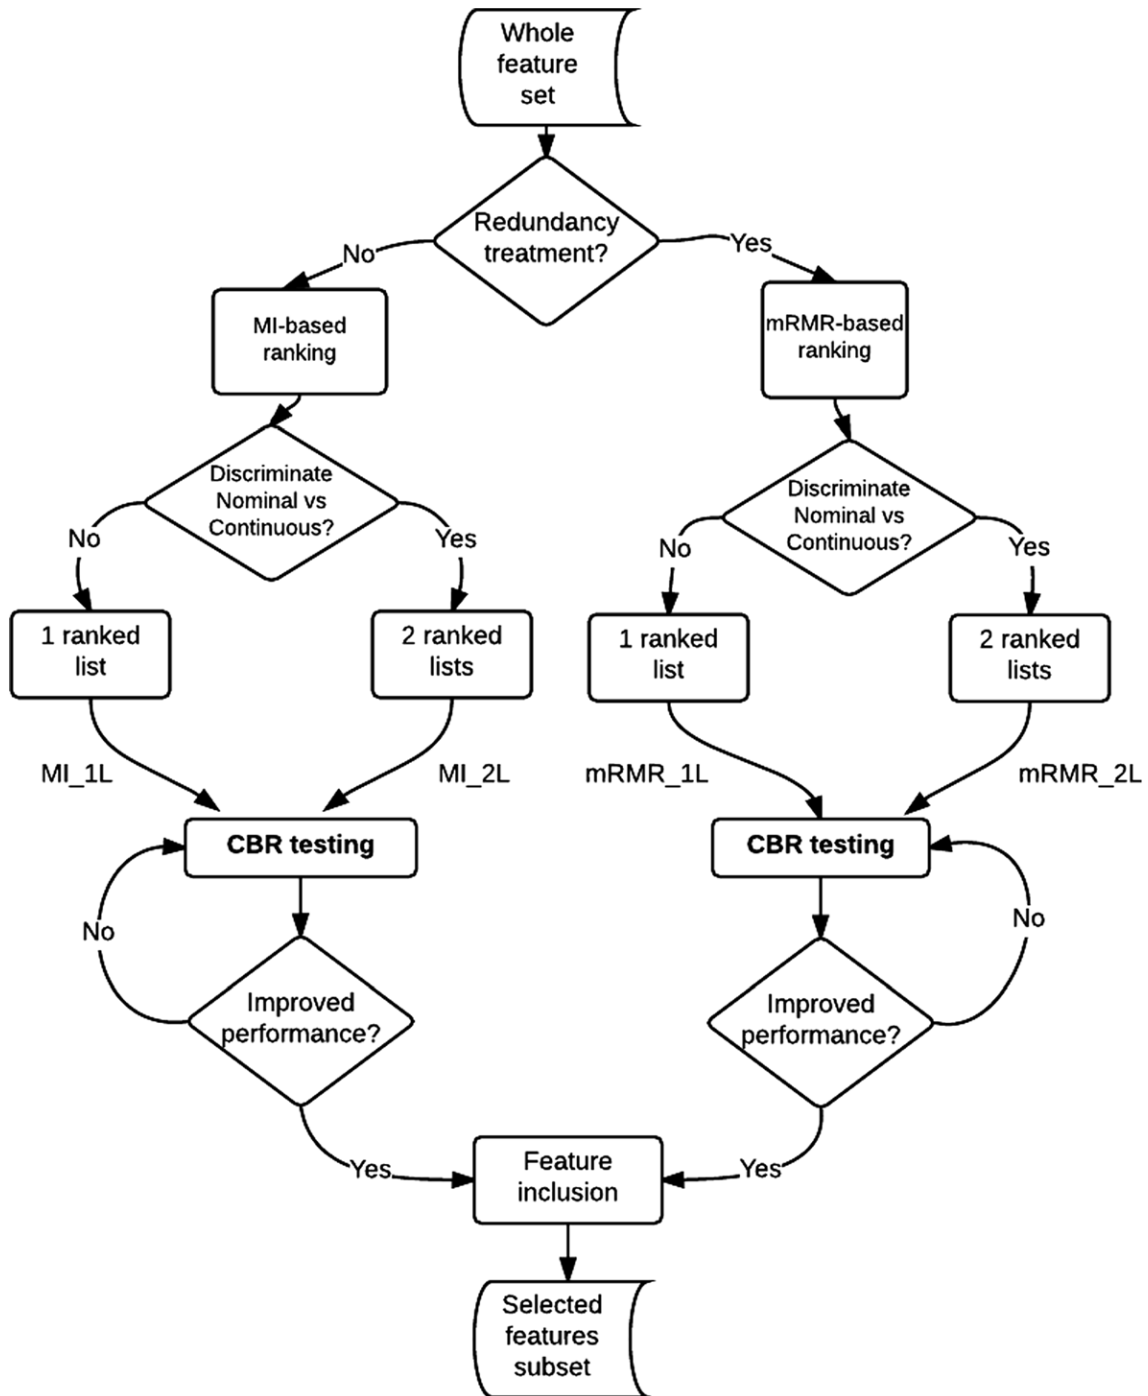 Whole
feature
set
Redundancy
treatment?
No
Yes
MI-based
ranking
mRMR-based
ranking
Discriminate
Nominal vs
Continuous?
Discriminate
Nominal vs
Continuous?
No
Yes
No
Yes
1 ranked
list
2 ranked
lists
1 ranked
list
2 ranked
lists
MI_1L
MI_2L
mRMR_1L
mRMR_2L
CBR testing
CBR testing
No
No
Improved
performance?
Improved
performance?
Yes
Yes
Feature
inclusion
Selected
features
subset